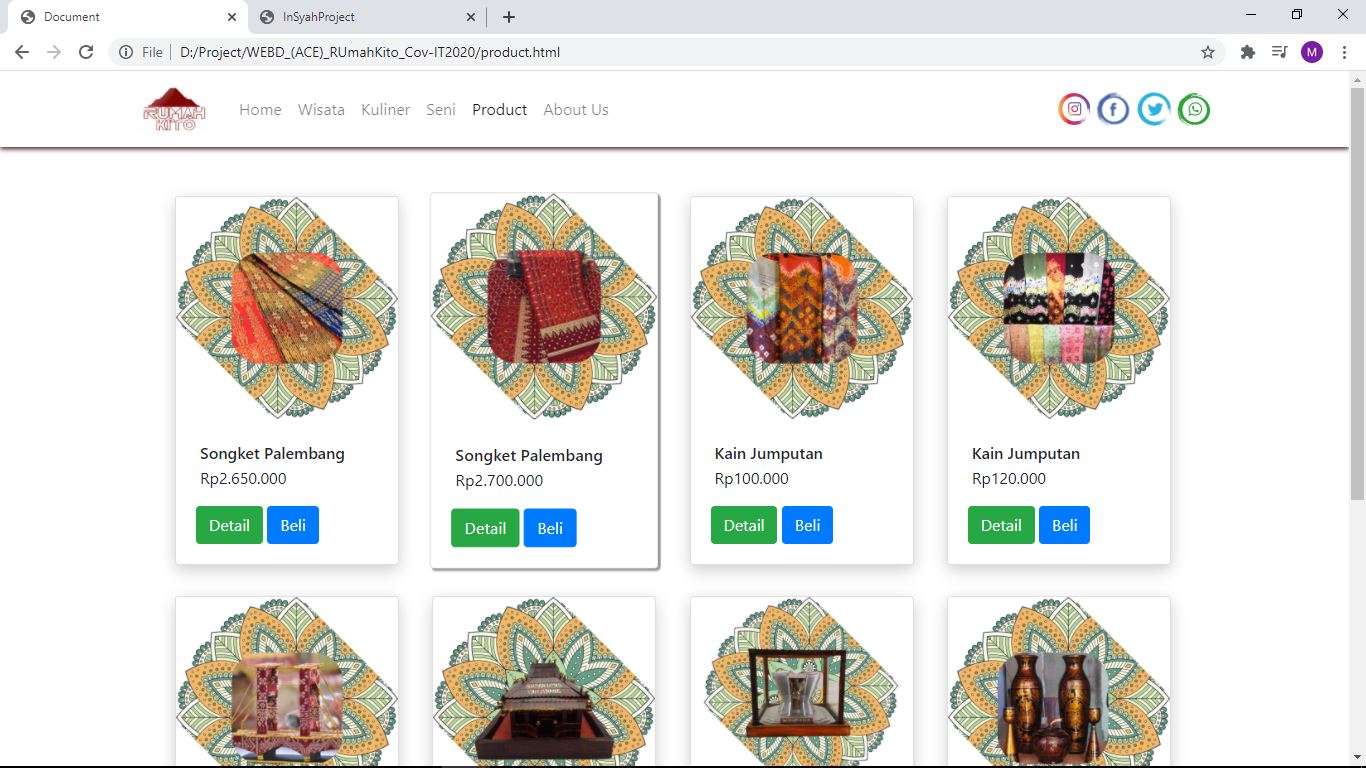 Document
InSyahProject
File
D:/Project/WEBD_(ACE)_RUmahKito_Cov-IT2020/product.html
M
RUMAH
KITO
Home Wisata Kuliner Seni Product About Us
Songket Palembang
Rp2.650.000
Detail Beli
Songket Palembang
Rp2.700.000
Detail Beli
Kain Jumputan
Rp100.000
Detail Beli
Kain Jumputan
Rp120.000
Detail Beli